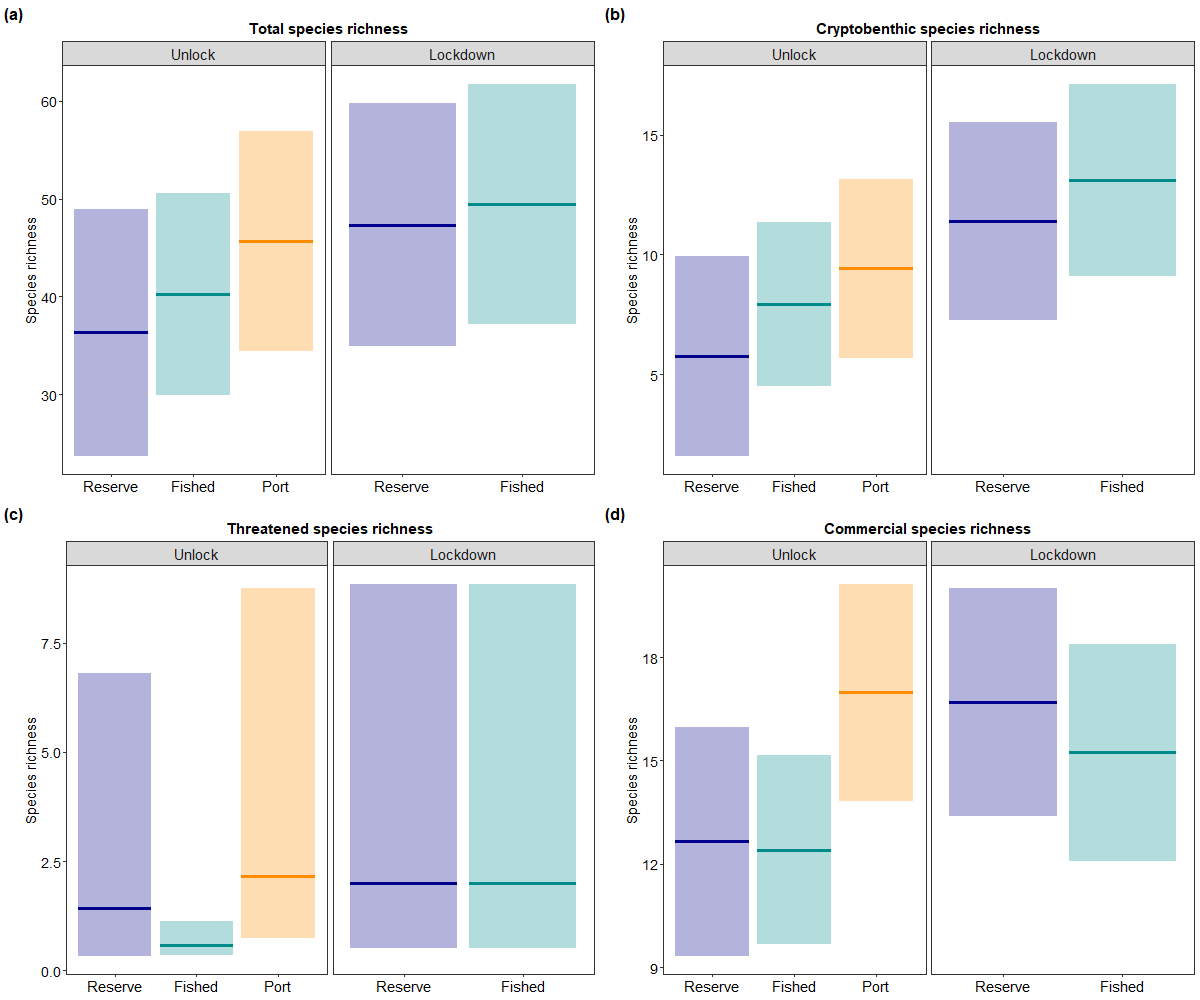 (a)
Total species richness
Unlock
Lockdown
Species richness
60
50
40
30
Reserve
Fished
Port
Reserve
Fished
(b)
Cryptobenthic species richness
Unlock
Lockdown
Species richness
15
10
5
Reserve
Fished
Port
Reserve
Fished
(c)
Threatened species richness
Unlock
Lockdown
Species richness
7.5
5.0
2.5
0.0
Reserve
Fished
Port
Reserve
Fished
(d)
Commercial species richness
Unlock
Lockdown
Species richness
18
15
12
9
Reserve
Fished
Port
Reserve
Fished